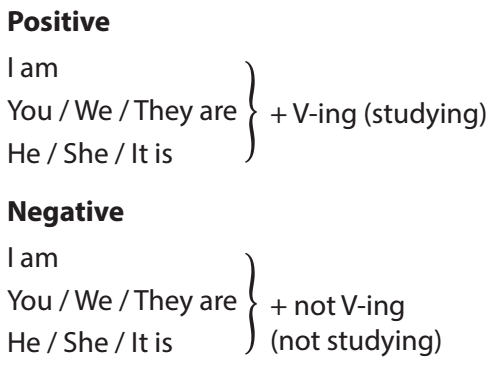 Positive
I am
You / We / They are + V-ing (studying)
He / She / It is
Negative
I am
You / We / They are + not V-ing
He / She / It is (not studying)